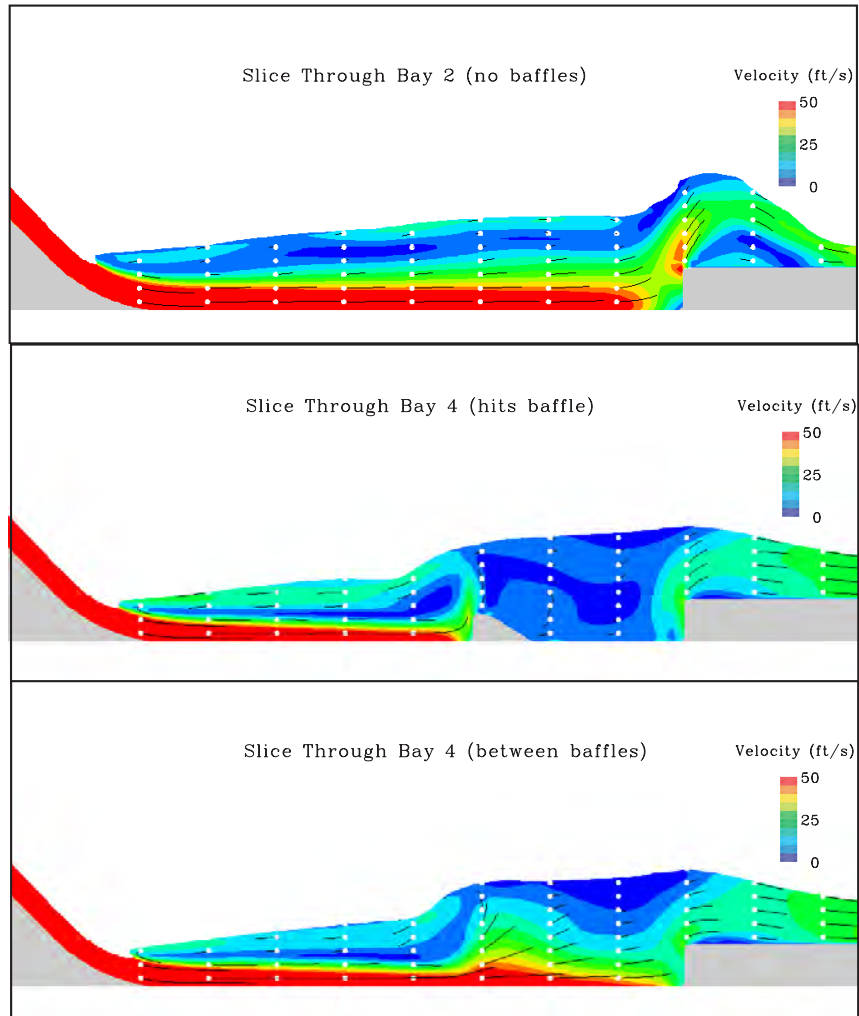 Slice Through Bay 2 (no baffles)
Velocity (ft/s)
50
25
0
Slice Through Bay 4 (hits baffle)
Velocity (ft/s)
50
25
0
Slice Through Bay 4 (between baffles)
Velocity (ft/s)
50
25
0